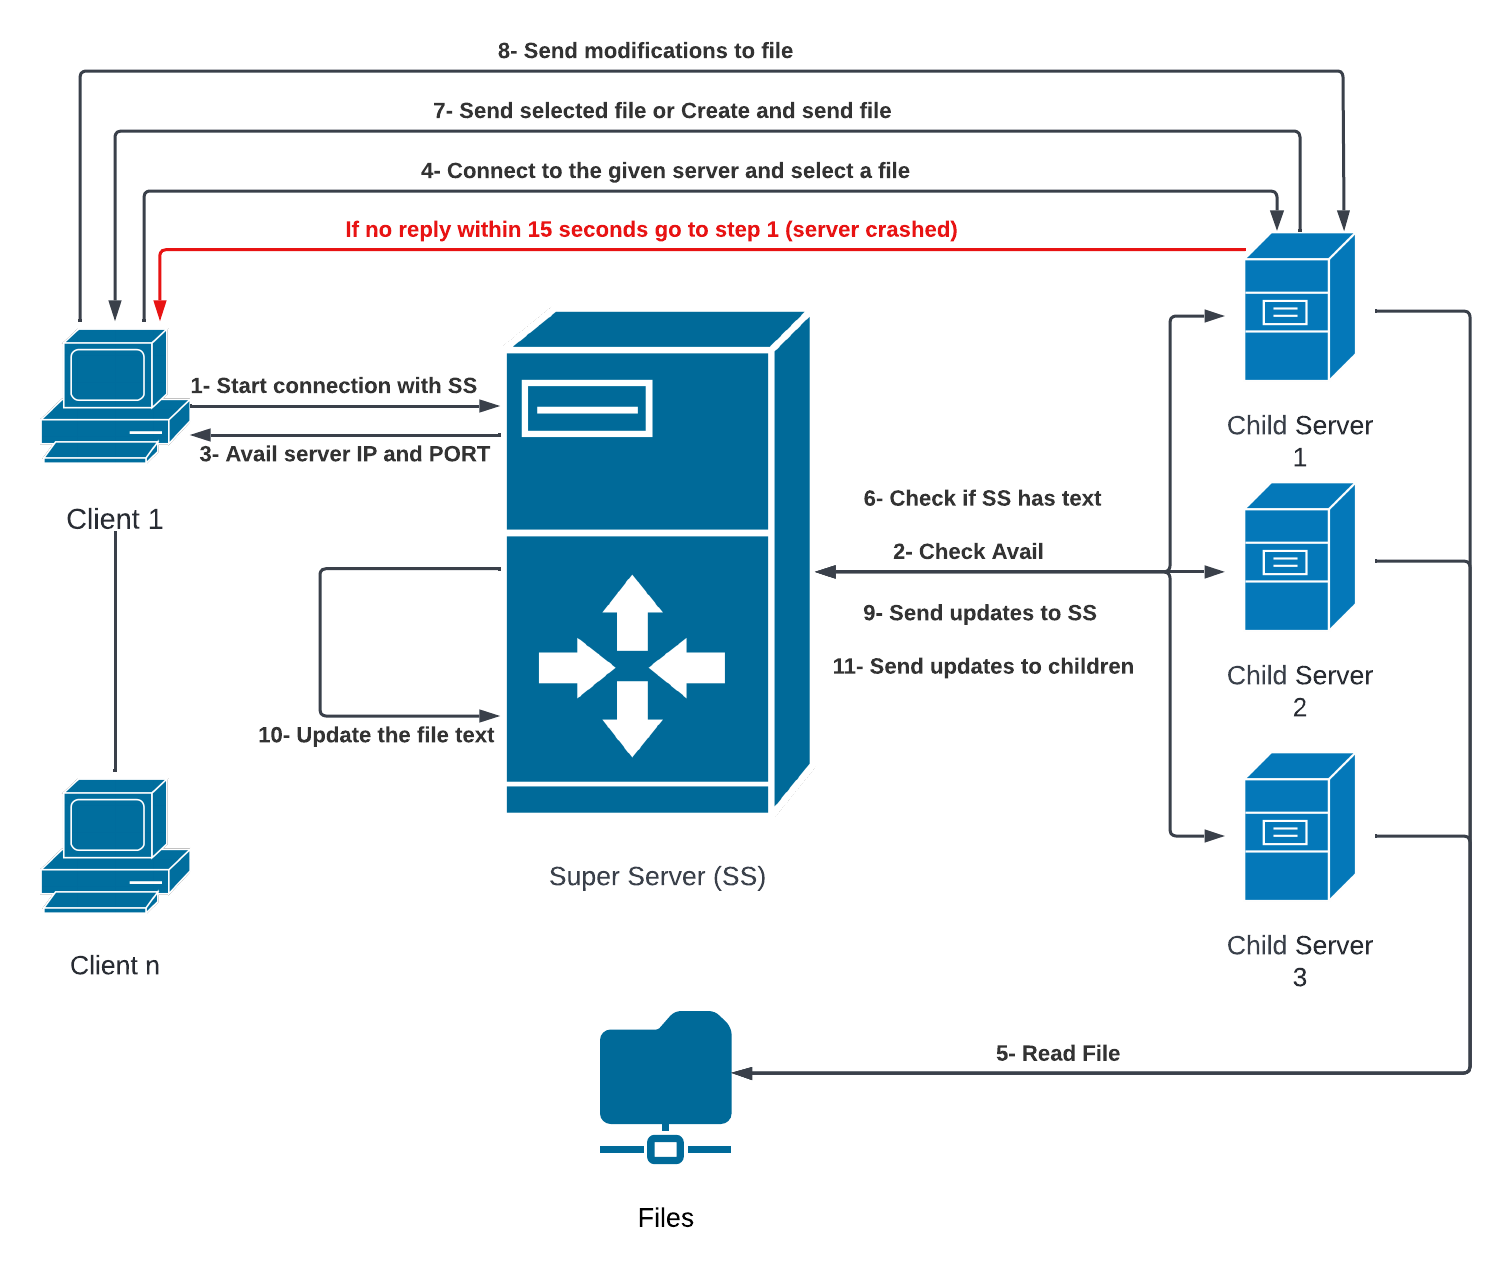 8- Send modifications to file
7- Send selected file or Create and send file
4- Connect to the given server and select a file
If no reply within 15 seconds go to step 1 (server crashed)
1- Start connection with SS
3- Avail server IP and PORT
Client 1
Child Server
1
6- Check if SS has text
2- Check Avail
9- Send updates to SS
11- Send updates to children
Child Server
2
10- Update the file text
Super Server (SS)
Client n
Child Server
3
5- Read File
Files